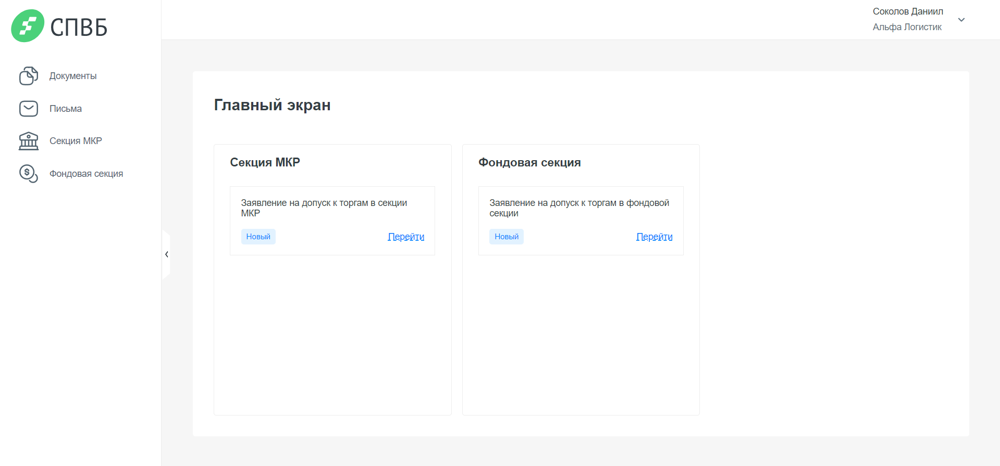 СПВБ
Соколов Даниил
Альфа Логистик
Документы
Письма
Секция МКР
Фондовая секция
Главный экран
Секция МКР
Заявление на допуск к торгам в секции
МКР
Новый
Перейти
Фондовая секция
Заявление на допуск к торгам в фондовой
секции
Новый
Перейти